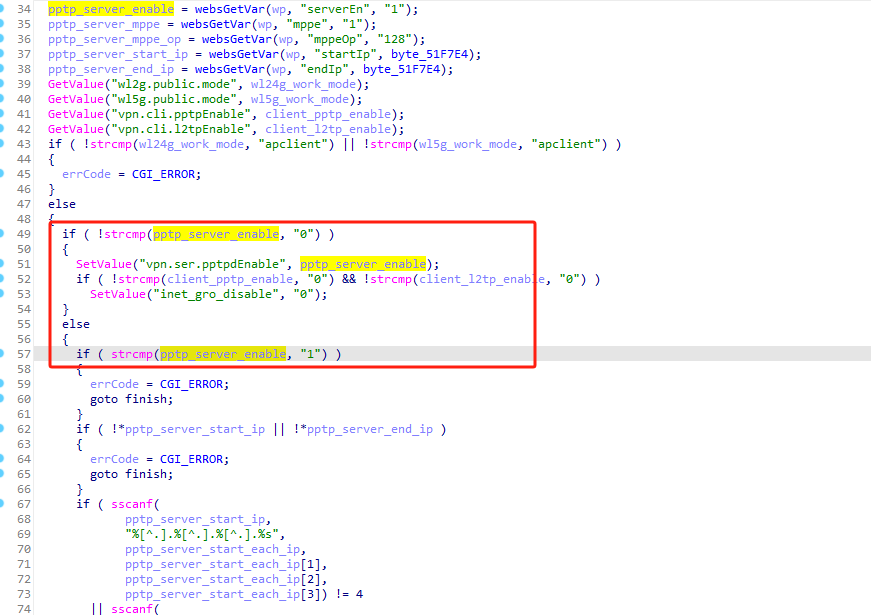 34 pptp_server_enable = websGetVar(wp, "serverEn", "1");
35 pptp_server_mppe = websGetVar(wp, "mppe", "1");
36 pptp_server_mppe_op = websGetVar(wp, "mppeOp", "128");
37 pptp_server_start_ip = websGetVar(wp, "startIp", byte_51F7E4);
38 pptp_server_end_ip = websGetVar(wp, "endIp", byte_51F7E4);
39 GetValue("wl2g.public.mode", wl24g_work_mode);
40 GetValue("wl5g.public.mode", wl5g_work_mode);
41 GetValue("vpn.cli.pptpEnable", client_pptp_enable);
42 GetValue("vpn.cli.l2tpEnable", client_l2tp_enable);
43 if ( !strcmp(wl24g_work_mode, "apclient") || !strcmp(wl5g_work_mode, "apclient") )
44 {
45 errCode = CGI_ERROR;
46 }
47 else
48 {
49 if ( !strcmp(pptp_server_enable, "0") )
50 {
51 SetValue("vpn.ser.pptpdEnable", pptp_server_enable);
52 if ( !strcmp(client_pptp_enable, "0") && !strcmp(client_l2tp_enable, "0") )
53 SetValue("inet_gro_disable", "0");
54 }
55 else
56 {
57 if ( strcmp(pptp_server_enable, "1") )
58 {
59 errCode = CGI_ERROR;
60 goto finish;
61 }
62 if ( !*pptp_server_start_ip || !*pptp_server_end_ip )
63 {
64 errCode = CGI_ERROR;
65 goto finish;
66 }
67 if ( sscanf(
68 pptp_server_start_ip,
69 "%[^.].%[^.].%[^.].%s",
70 pptp_server_start_each_ip,
71 pptp_server_start_each_ip[1],
72 pptp_server_start_each_ip[2],
73 pptp_server_start_each_ip[3]) != 4
74 || sscanf(